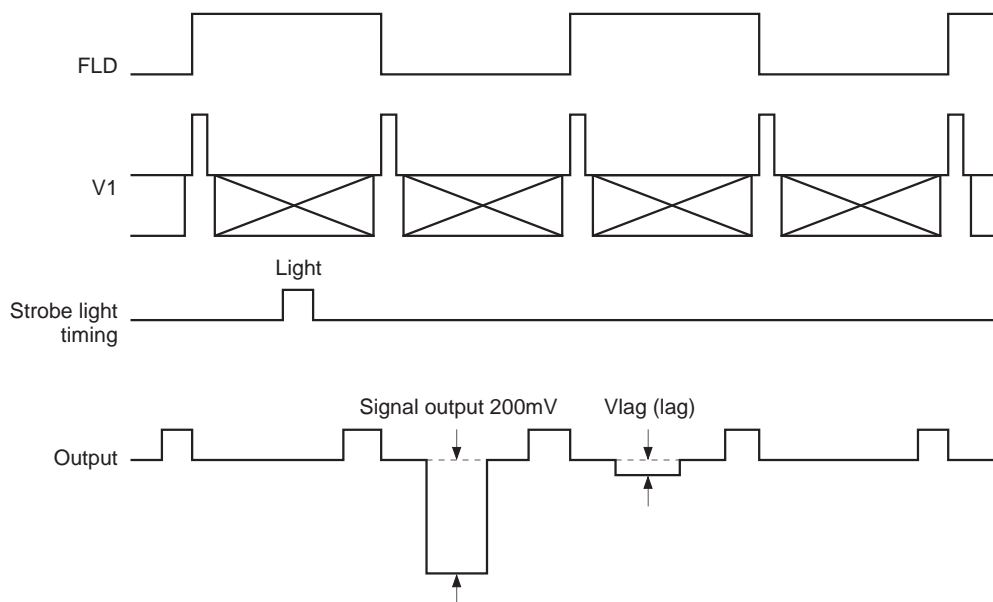 FLD
V1
Light
Strobe light
timing
Signal output 200mV
Vlag (lag)
Output